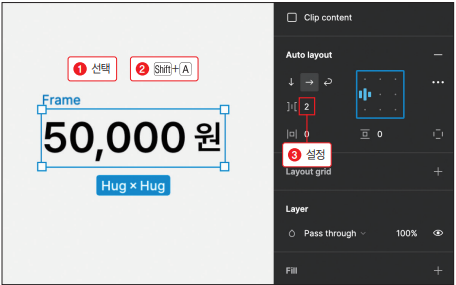 Clip content
Auto layout
❶ 선택
❷ Shift+A
Frame
50,000 원
2
0
0
❸ 설정
Layout grid
Hug × Hug
Layer
Pass through
100%
Fill